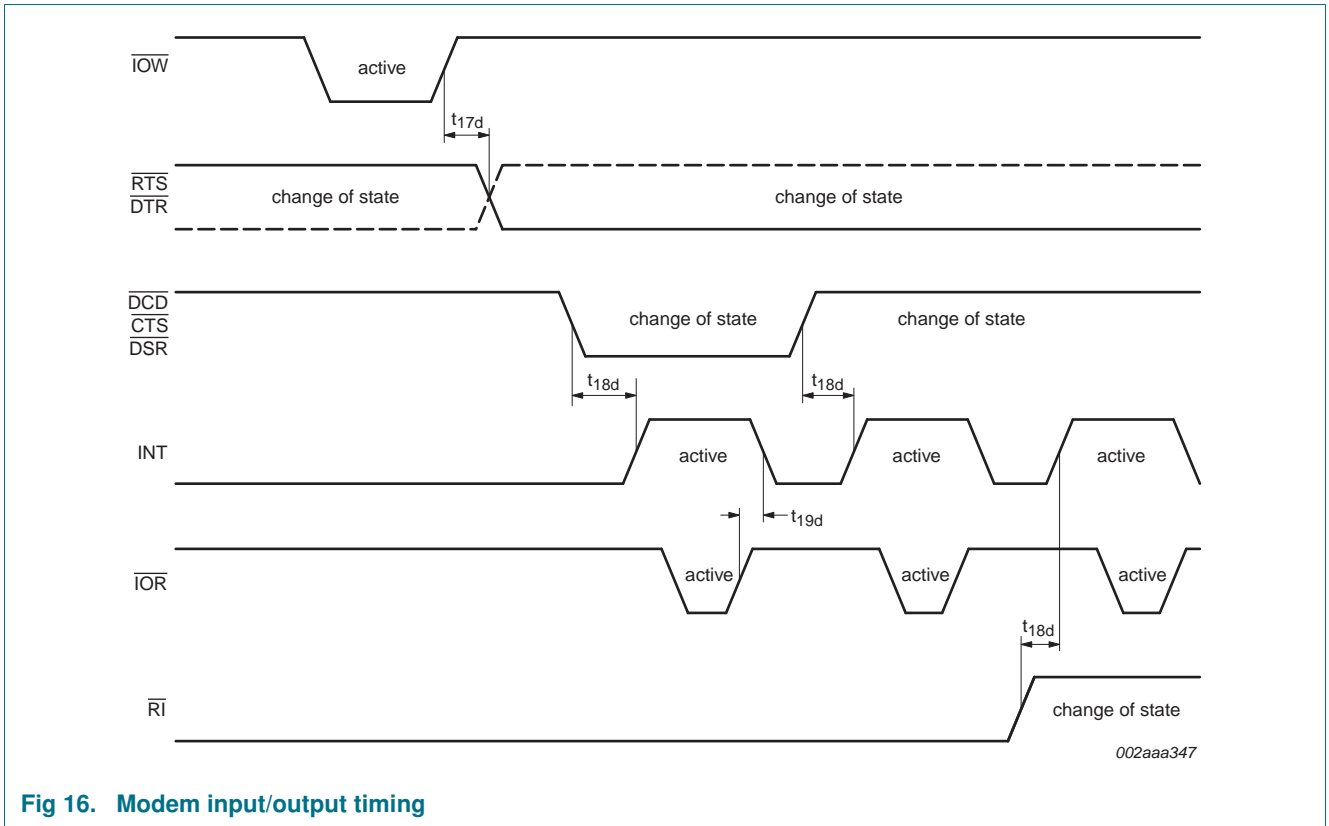 IOW
active
t17d
RTS
DTR
change of state
change of state
DCD
CTS
DSR
change of state
change of state
t18d
t18d
INT
active
active
active
t19d
IOR
active
active
active
t18d
RI
change of state
002aaa347
Fig 16. Modem input/output timing